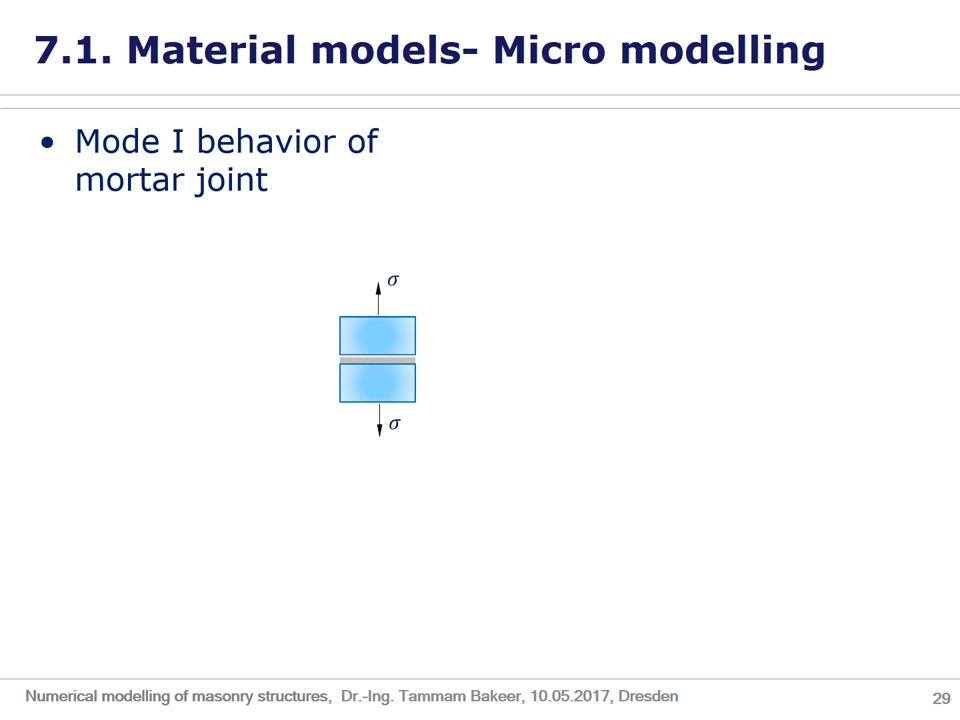 7.1. Material models- Micro modelling
• Mode I behavior of
mortar joint
σ
σ
Numerical modelling of masonry structures, Dr.-Ing. Tammam Bakeer, 10.05.2017, Dresden
29